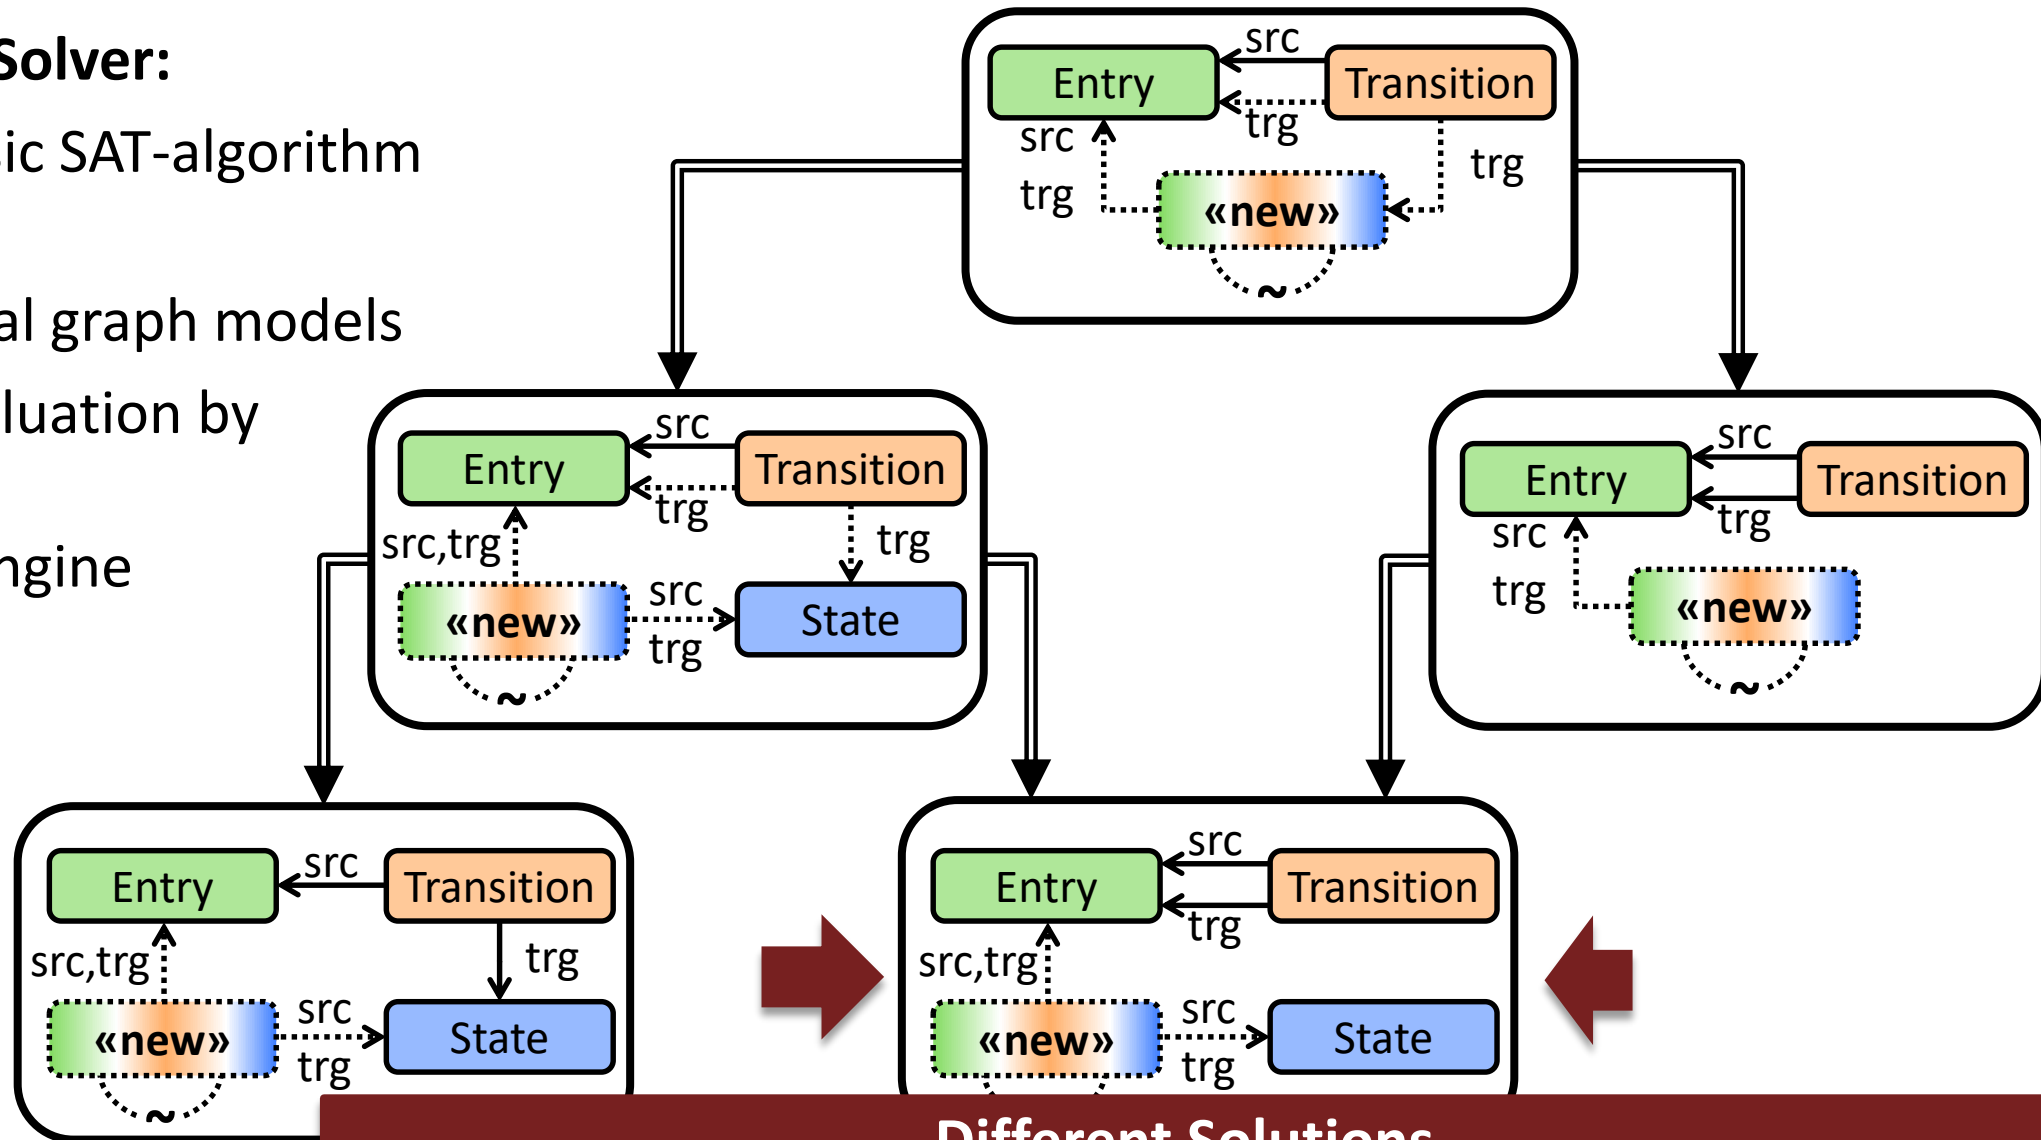 Solver:
ic SAT-algorithm
al graph models
luation by
ngine
Entry
src
Transition
trg
src
trg
trg
«new»
~
Entry
src
Transition
trg
src,trg
trg
«new»
src
trg
State
~
Entry
src
Transition
trg
src
trg
«new»
~
Entry
src
Transition
src,trg
trg
«new»
src
trg
State
~
Entry
src
Transition
trg
src,trg
«new»
src
trg
State
Different Solutions